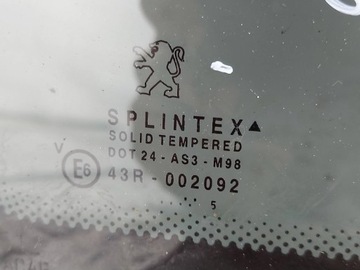 SPLINTEX▲
SOLID TEMPERED
DOT 24 - AS3 - M98
V
E6 43R - 002092
5